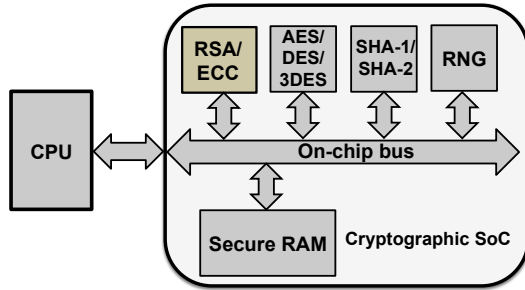 RSA/
ECC
AES/
DES/
3DES
SHA-1/
SHA-2
RNG
CPU
On-chip bus
Secure RAM
Cryptographic SoC